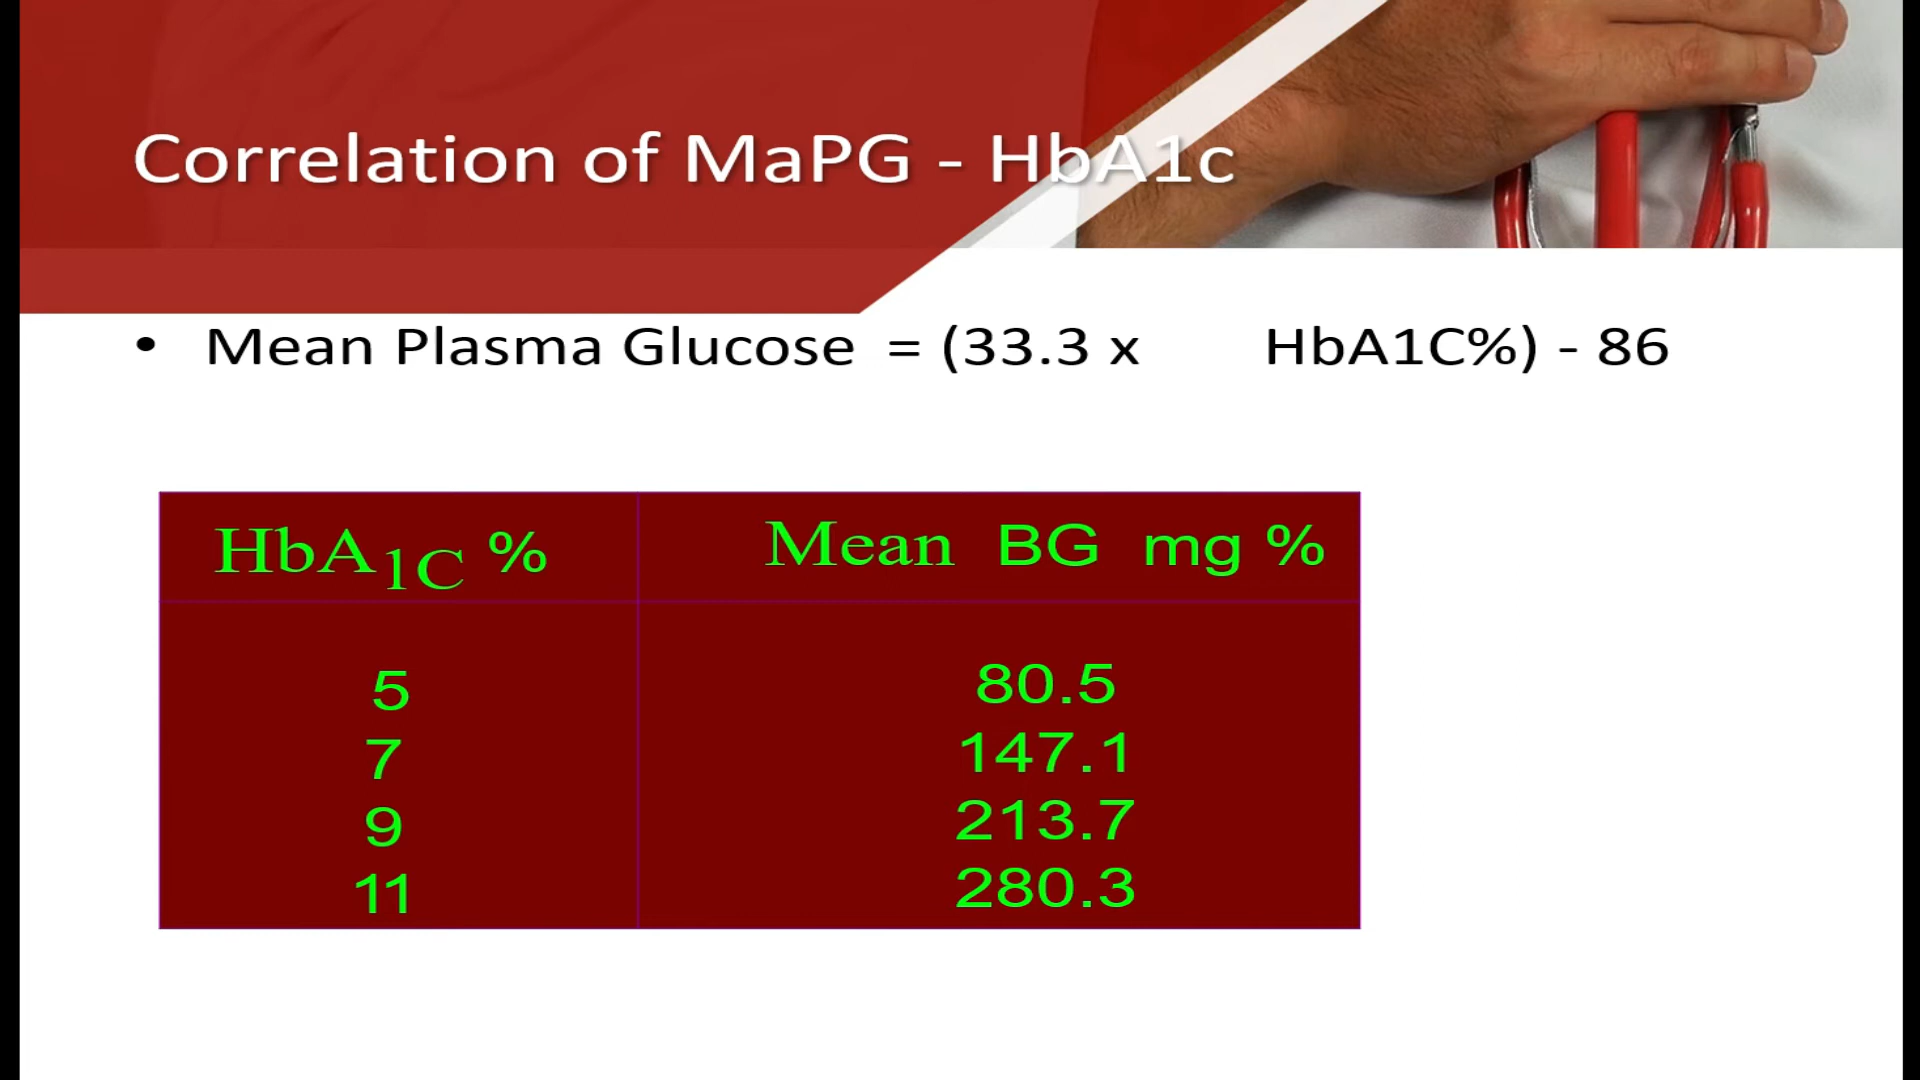 Correlation of MaPG - HbA1c
• Mean Plasma Glucose = (33.3 x HbA1C%) - 86
HbA1C % Mean BG mg %
5 80.5
7 147.1
9 213.7
11 280.3